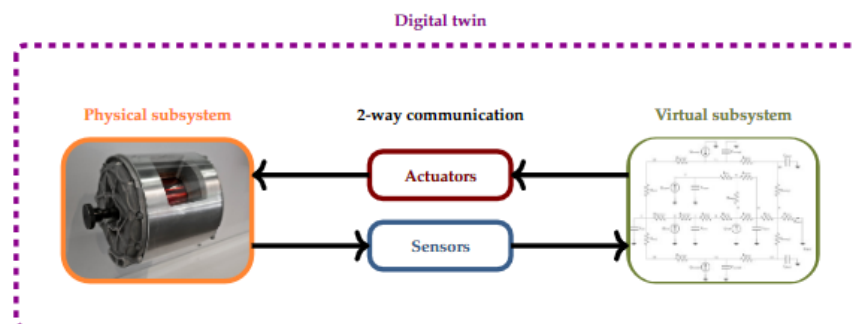 Digital twin
Physical subsystem
2-way communication
Virtual subsystem
Actuators
Sensors